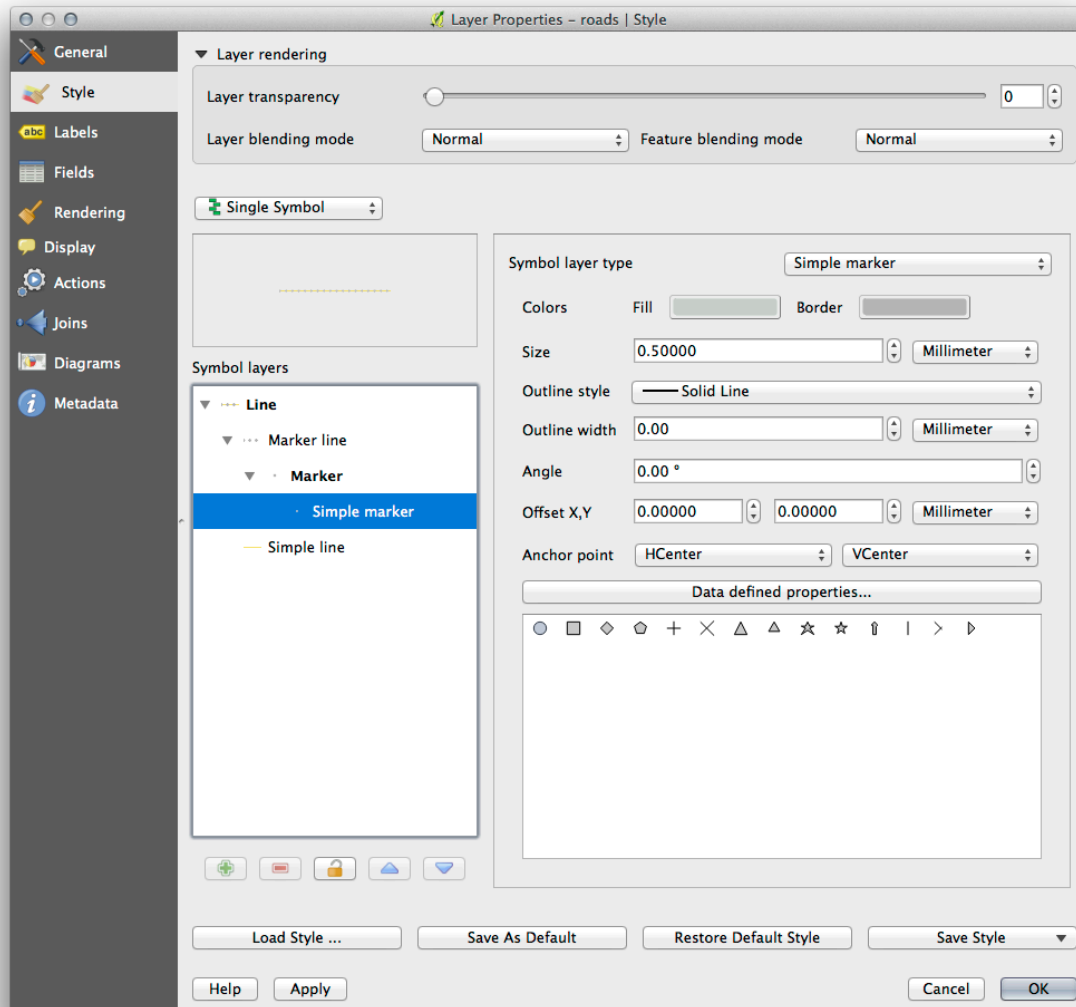 Layer Properties – roads | Style
General
Style
abc Labels
Fields
Rendering
Display
Actions
Joins
Diagrams
i Metadata
Layer rendering
Layer transparency 0
Layer blending mode Normal Feature blending mode Normal
Single Symbol
Symbol layers
Line
Marker line
Marker
Simple marker
Simple line
Symbol layer type Simple marker
Colors Fill Border
Size 0.50000 Millimeter
Outline style Solid Line
Outline width 0.00 Millimeter
Angle 0.00 °
Offset X,Y 0.00000 0.00000 Millimeter
Anchor point HCenter VCenter
Data defined properties...
Load Style ... Save As Default Restore Default Style Save Style
Help Apply Cancel OK